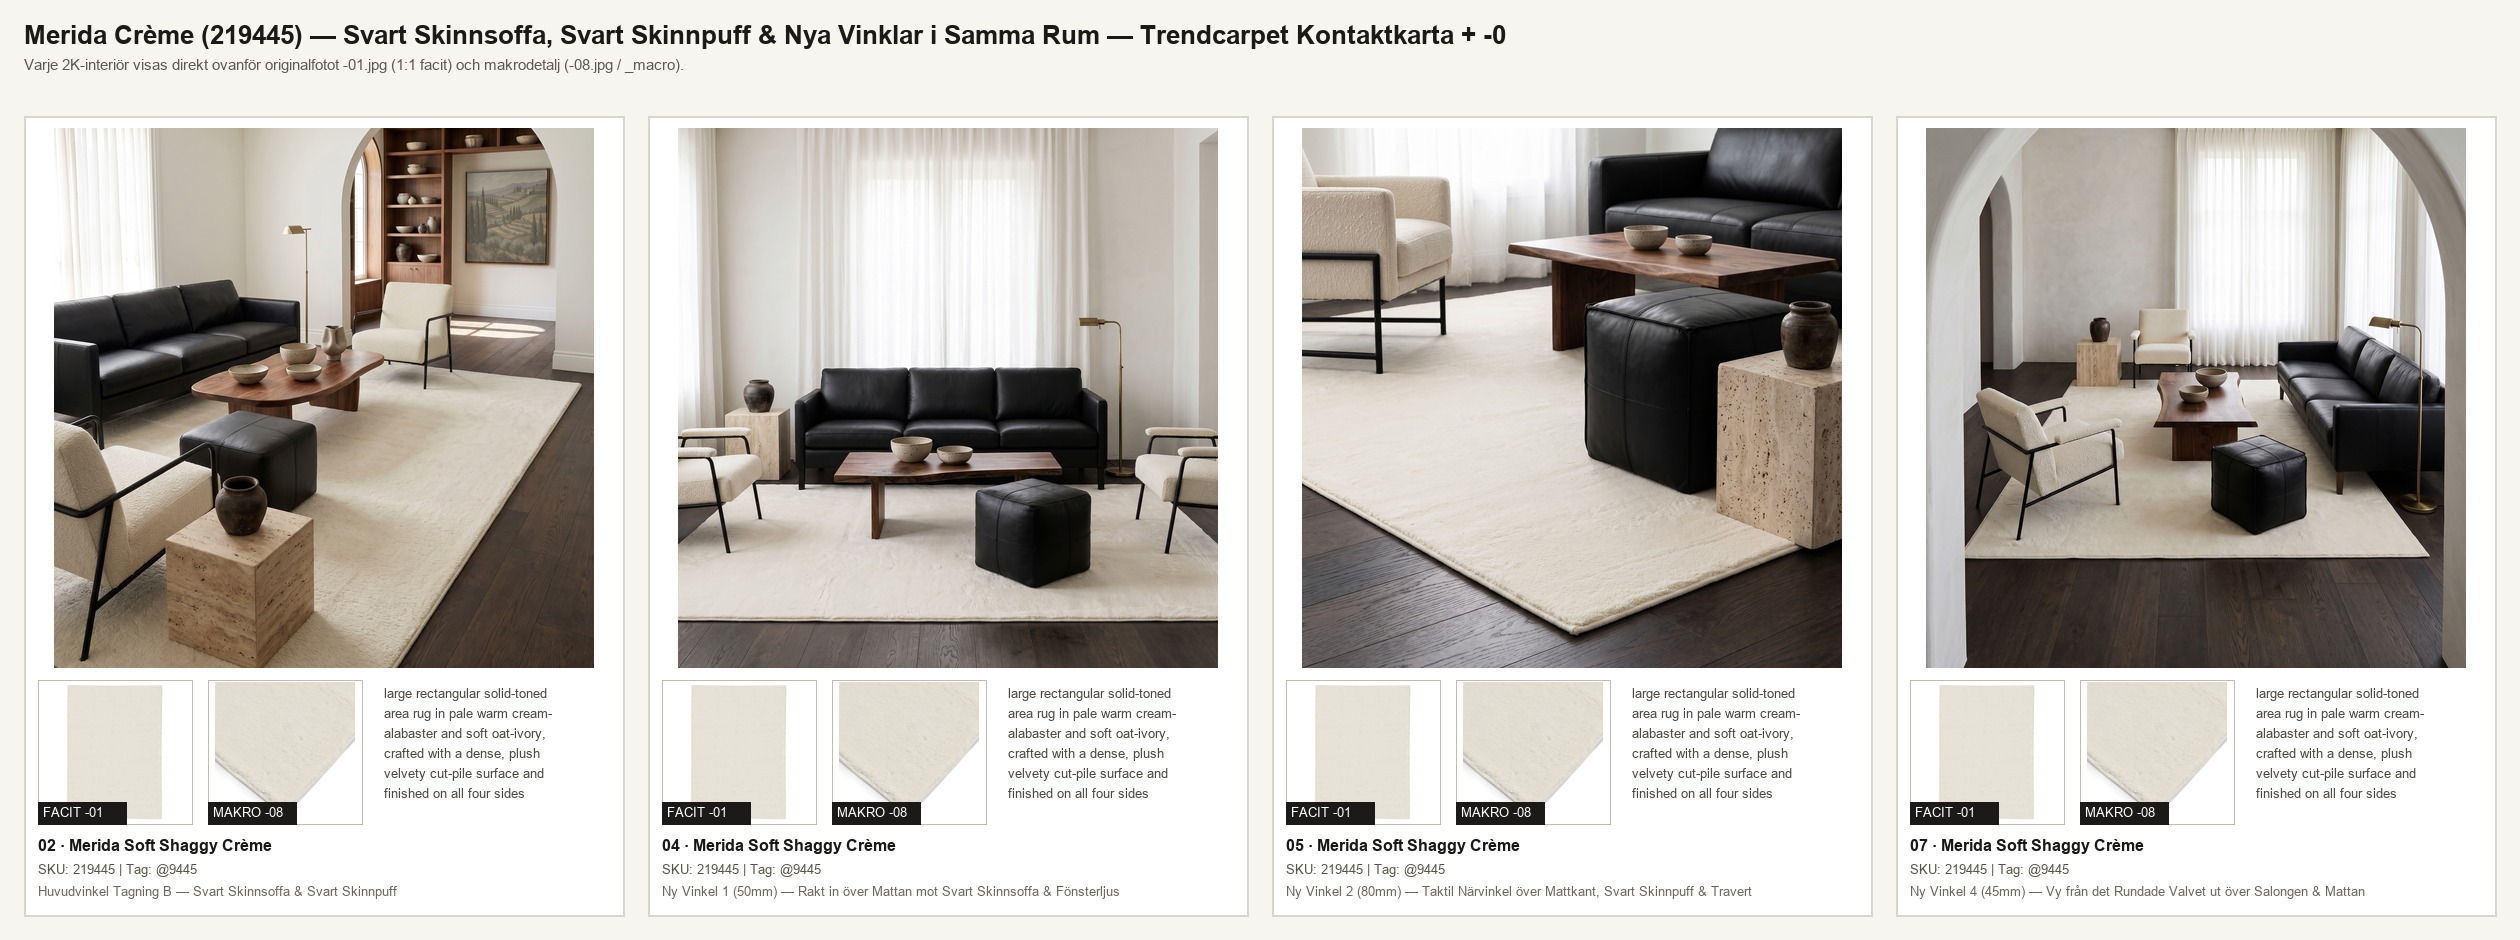 Merida Crème (219445) — Svart Skinnsoffa, Svart Skinnpuff & Nya Vinklar i Samma Rum — Trendcarpet Kontaktkarta + -0
Varje 2K-interiör visas direkt ovanför originalfotot -01.jpg (1:1 facit) och makrodetalj (-08.jpg / _macro).
FACIT -01
MAKRO -08
large rectangular solid-toned
area rug in pale warm cream-
alabaster and soft oat-ivory,
crafted with a dense, plush
velvety cut-pile surface and
finished on all four sides
02 · Merida Soft Shaggy Crème
SKU: 219445 | Tag: @9445
Huvudvinkel Tagning B — Svart Skinnsoffa & Svart Skinnpuff
FACIT -01
MAKRO -08
large rectangular solid-toned
area rug in pale warm cream-
alabaster and soft oat-ivory,
crafted with a dense, plush
velvety cut-pile surface and
finished on all four sides
04 · Merida Soft Shaggy Crème
SKU: 219445 | Tag: @9445
Ny Vinkel 1 (50mm) — Rakt in över Mattan mot Svart Skinnsoffa & Fönsterljus
FACIT -01
MAKRO -08
large rectangular solid-toned
area rug in pale warm cream-
alabaster and soft oat-ivory,
crafted with a dense, plush
velvety cut-pile surface and
finished on all four sides
05 · Merida Soft Shaggy Crème
SKU: 219445 | Tag: @9445
Ny Vinkel 2 (80mm) — Taktil Närvinkel över Mattkant, Svart Skinnpuff & Travert
FACIT -01
MAKRO -08
large rectangular solid-toned
area rug in pale warm cream-
alabaster and soft oat-ivory,
crafted with a dense, plush
velvety cut-pile surface and
finished on all four sides
07 · Merida Soft Shaggy Crème
SKU: 219445 | Tag: @9445
Ny Vinkel 4 (45mm) — Vy från det Rundade Valvet ut över Salongen & Mattan